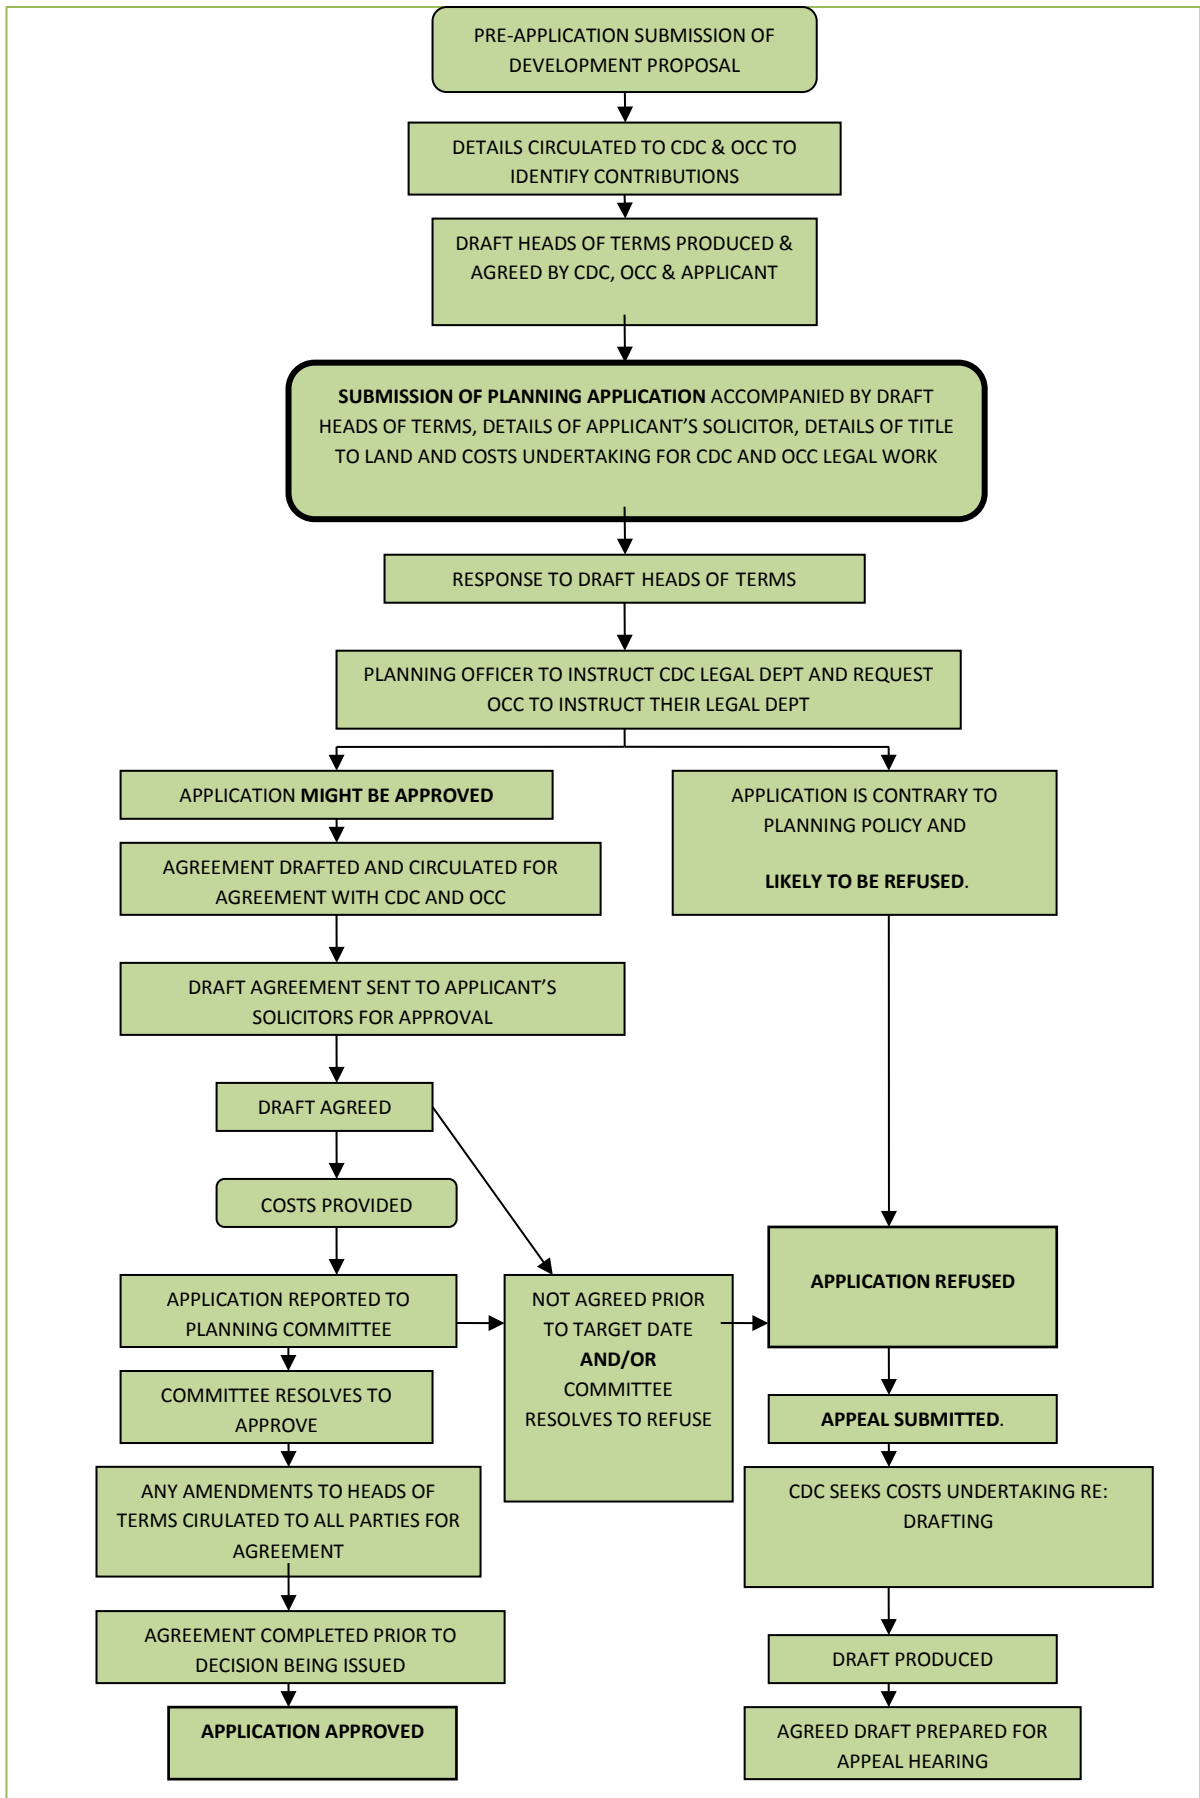 PRE-APPLICATION SUBMISSION OF
DEVELOPMENT PROPOSAL
DETAILS CIRCULATED TO CDC & OCC TO
IDENTIFY CONTRIBUTIONS
DRAFT HEADS OF TERMS PRODUCED &
AGREED BY CDC, OCC & APPLICANT
SUBMISSION OF PLANNING APPLICATION ACCOMPANIED BY DRAFT
HEADS OF TERMS, DETAILS OF APPLICANT’S SOLICITOR, DETAILS OF TITLE
TO LAND AND COSTS UNDERTAKING FOR CDC AND OCC LEGAL WORK
RESPONSE TO DRAFT HEADS OF TERMS
PLANNING OFFICER TO INSTRUCT CDC LEGAL DEPT AND REQUEST
OCC TO INSTRUCT THEIR LEGAL DEPT
APPLICATION MIGHT BE APPROVED
AGREEMENT DRAFTED AND CIRCULATED FOR
AGREEMENT WITH CDC AND OCC
DRAFT AGREEMENT SENT TO APPLICANT’S
SOLICITORS FOR APPROVAL
DRAFT AGREED
COSTS PROVIDED
APPLICATION REPORTED TO
PLANNING COMMITTEE
COMMITTEE RESOLVES TO
APPROVE
ANY AMENDMENTS TO HEADS OF
TERMS CIRULATED TO ALL PARTIES FOR
AGREEMENT
AGREEMENT COMPLETED PRIOR TO
DECISION BEING ISSUED
APPLICATION APPROVED
NOT AGREED PRIOR
TO TARGET DATE
AND/OR
COMMITTEE
RESOLVES TO REFUSE
APPLICATION IS CONTRARY TO
PLANNING POLICY AND
LIKELY TO BE REFUSED.
APPLICATION REFUSED
APPEAL SUBMITTED.
CDC SEEKS COSTS UNDERTAKING RE:
DRAFTING
DRAFT PRODUCED
AGREED DRAFT PREPARED FOR
APPEAL HEARING